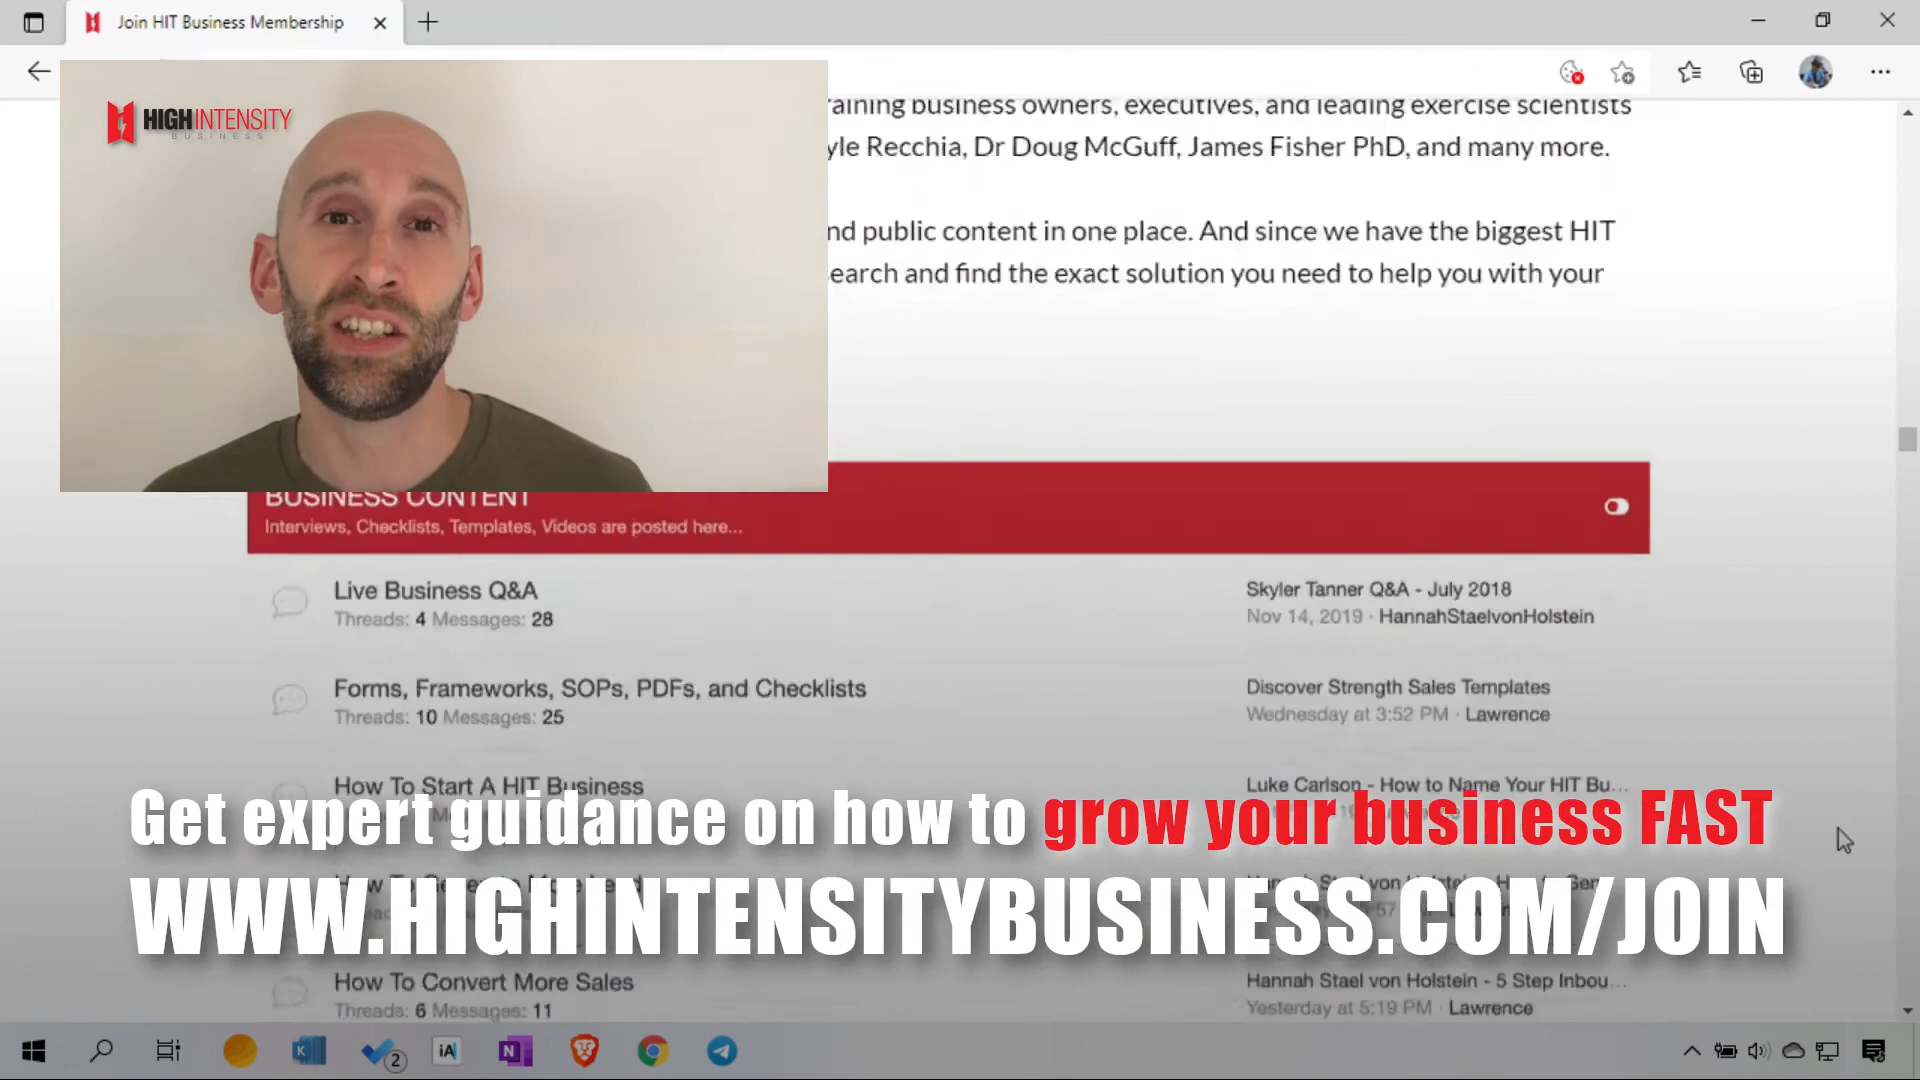 Join HIT Business Membership
HIGH INTENSITY
BUSINESS
raining business owners, executives, and leading exercise scientists
yle Recchia, Dr Doug McGuff, James Fisher PhD, and many more.
nd public content in one place. And since we have the biggest HIT
earch and find the exact solution you need to help you with your
BUSINESS CONTENT
Interviews, Checklists, Templates, Videos are posted here...
Live Business Q&A
Threads: 4 Messages: 28
Skyler Tanner Q&A - July 2018
Nov 14, 2019 · HannahStaelvonHolstein
Forms, Frameworks, SOPs, PDFs, and Checklists
Threads: 10 Messages: 25
Discover Strength Sales Templates
Wednesday at 3:52 PM · Lawrence
How To Start A HIT Business
Luke Carlson - How to Name Your HIT Bu...
Get expert guidance on how to grow your business FAST
WWW.HIGHINTENSITYBUSINESS.COM/JOIN
How To Convert More Sales
Threads: 6 Messages: 11
Hannah Stael von Holstein - 5 Step Inbou...
Yesterday at 5:19 PM · Lawrence
2
iA
N